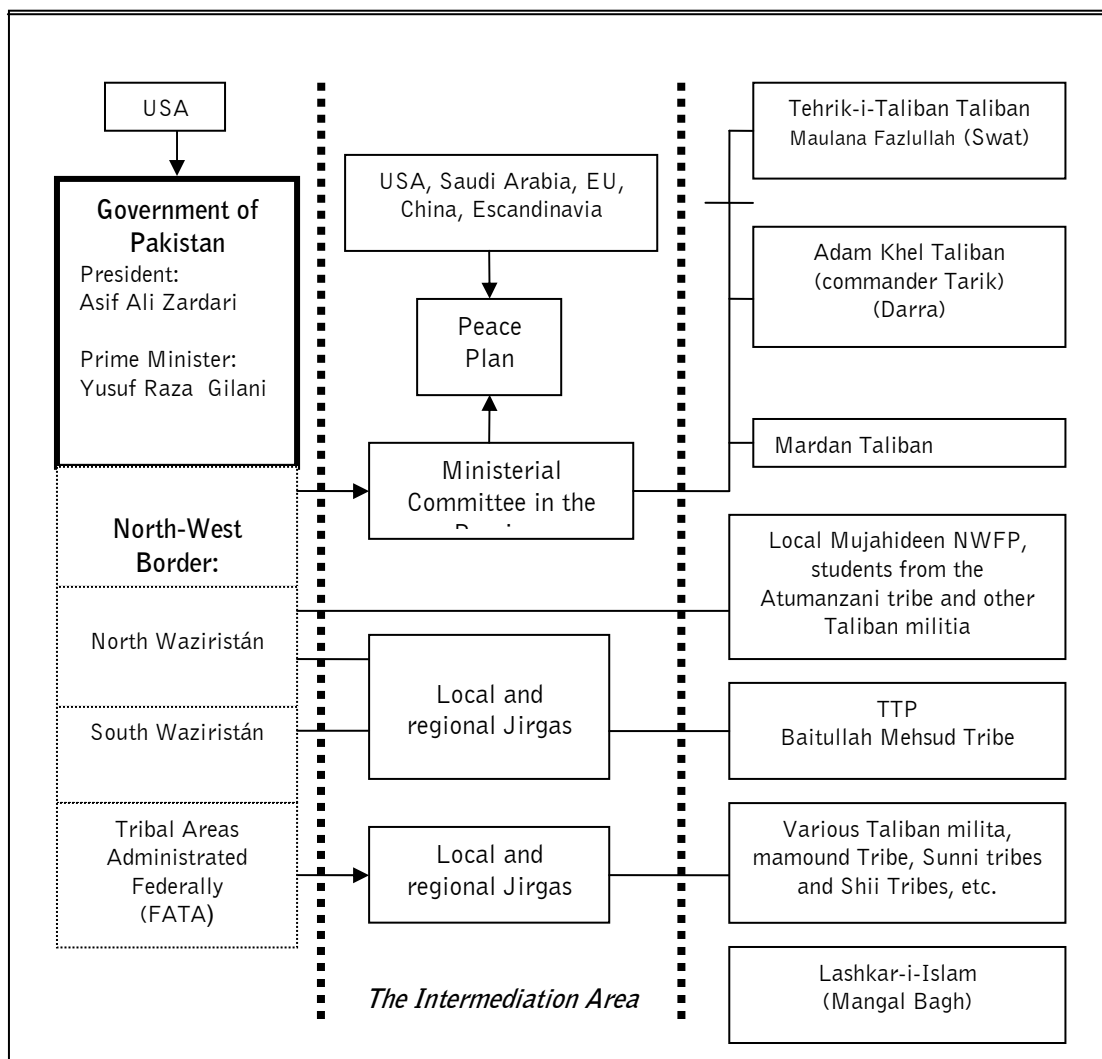 USA
Government of
Pakistan
President:
Asif Ali Zardari
Prime Minister:
Yusuf Raza Gilani
North-West
Border:
North Waziristán
South Waziristán
Tribal Areas
Administrated
Federally
(FATA)
USA, Saudi Arabia, EU,
China, Escandinavia
Peace
Plan
Ministerial
Committee in the
Local and
regional Jirgas
Local and
regional Jirgas
The Intermediation Area
Tehrik-i-Taliban Taliban
Maulana Fazlullah (Swat)
Adam Khel Taliban
(commander Tarik)
(Darra)
Mardan Taliban
Local Mujahideen NWFP,
students from the
Atumanzani tribe and other
Taliban militia
TTP
Baitullah Mehsud Tribe
Various Taliban milita,
mamound Tribe, Sunni tribes
and Shii Tribes, etc.
Lashkar-i-Islam
(Mangal Bagh)